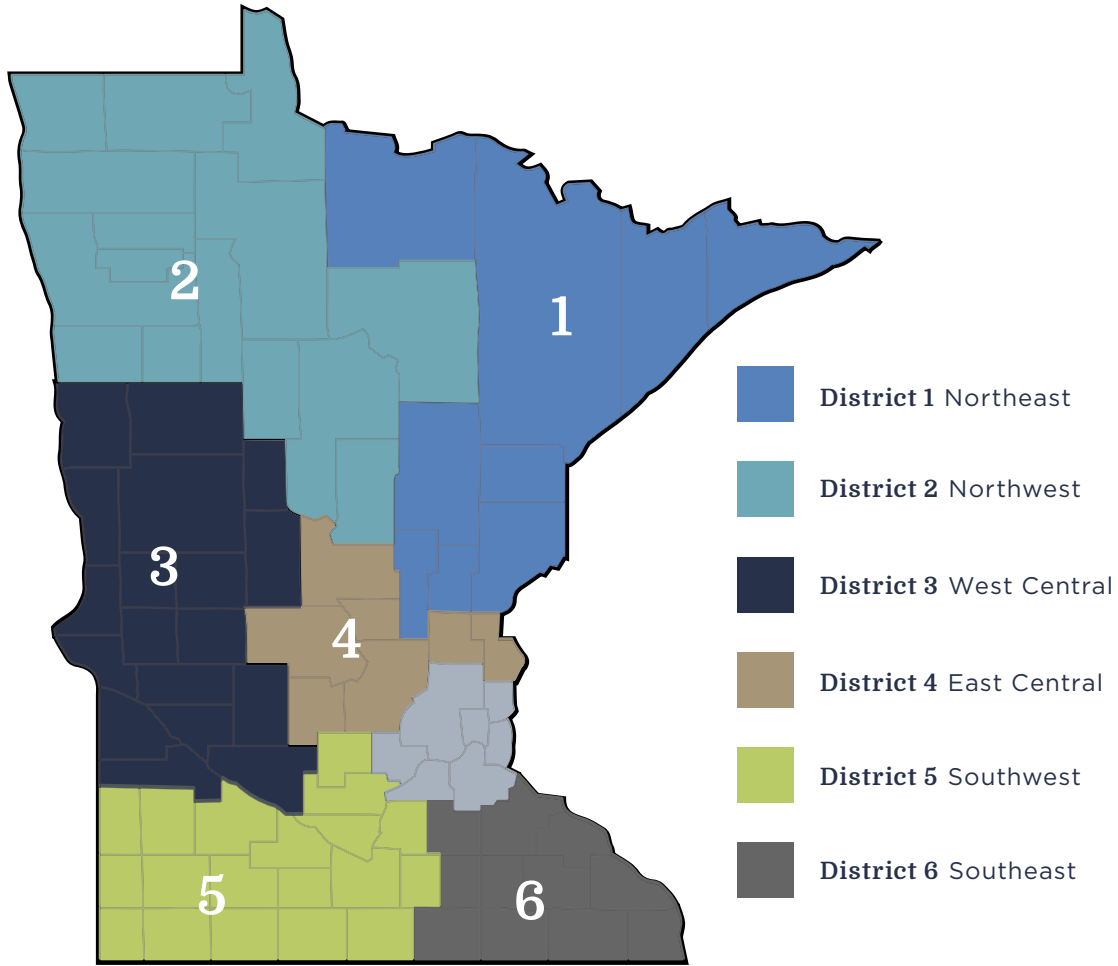 2
1
3
4
5
6
District 1 Northeast
District 2 Northwest
District 3 West Central
District 4 East Central
District 5 Southwest
District 6 Southeast